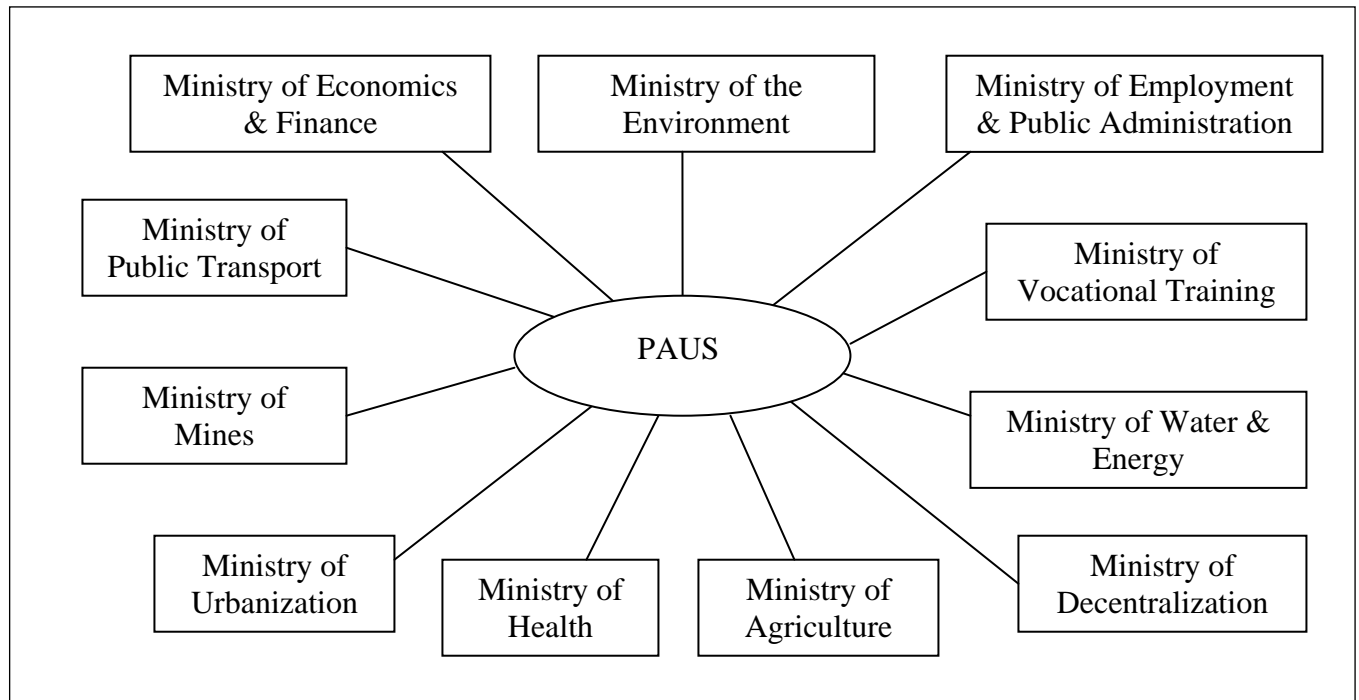 Ministry of Economics
& Finance
Ministry of the
Environment
Ministry of Employment
& Public Administration
Ministry of
Public Transport
Ministry of
Vocational Training
PAUS
Ministry of
Mines
Ministry of Water &
Energy
Ministry of
Urbanization
Ministry of
Health
Ministry of
Agriculture
Ministry of
Decentralization